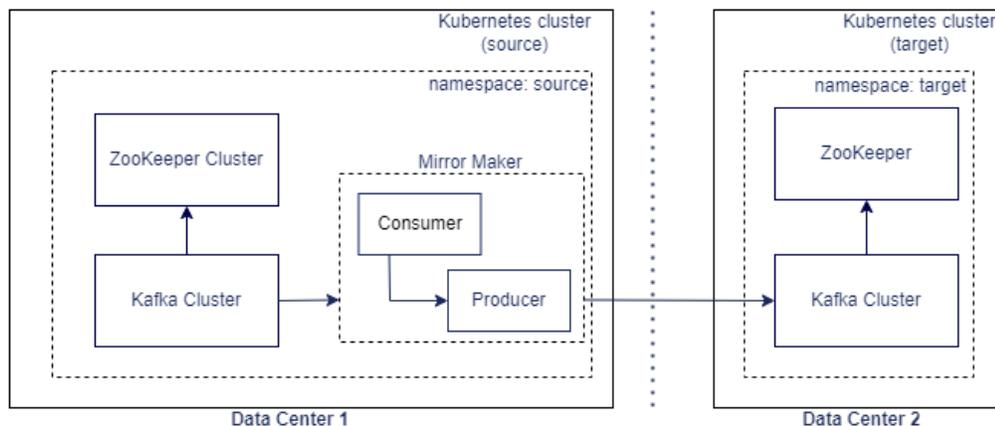 Kubernetes cluster
(source)
namespace: source
ZooKeeper Cluster
Mirror Maker
Consumer
Kafka Cluster
Producer
Data Center 1
Kubernetes cluster
(target)
namespace: target
ZooKeeper
Kafka Cluster
Data Center 2